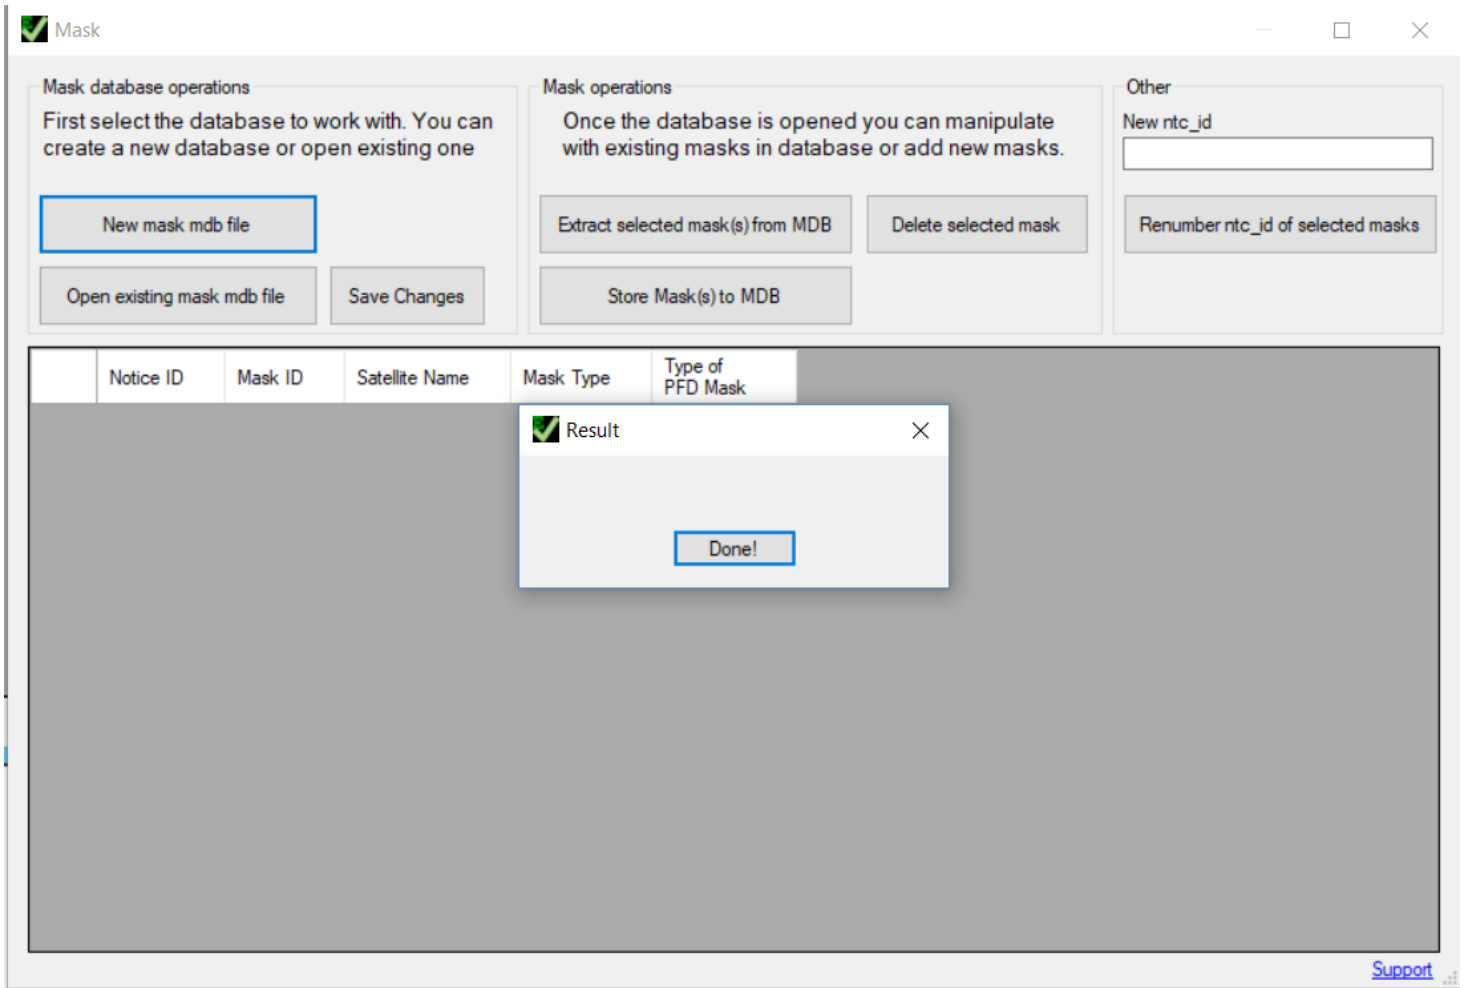 Mask
Mask database operations
First select the database to work with. You can
create a new database or open existing one
New mask mdb file
Open existing mask mdb file
Save Changes
Mask operations
Once the database is opened you can manipulate
with existing masks in database or add new masks.
Extract selected mask(s) from MDB
Delete selected mask
Store Mask(s) to MDB
Other
New ntc_id
Renumber ntc_id of selected masks
Notice ID
Mask ID
Satellite Name
Mask Type
Type of
PFD Mask
Result
Done!
Support